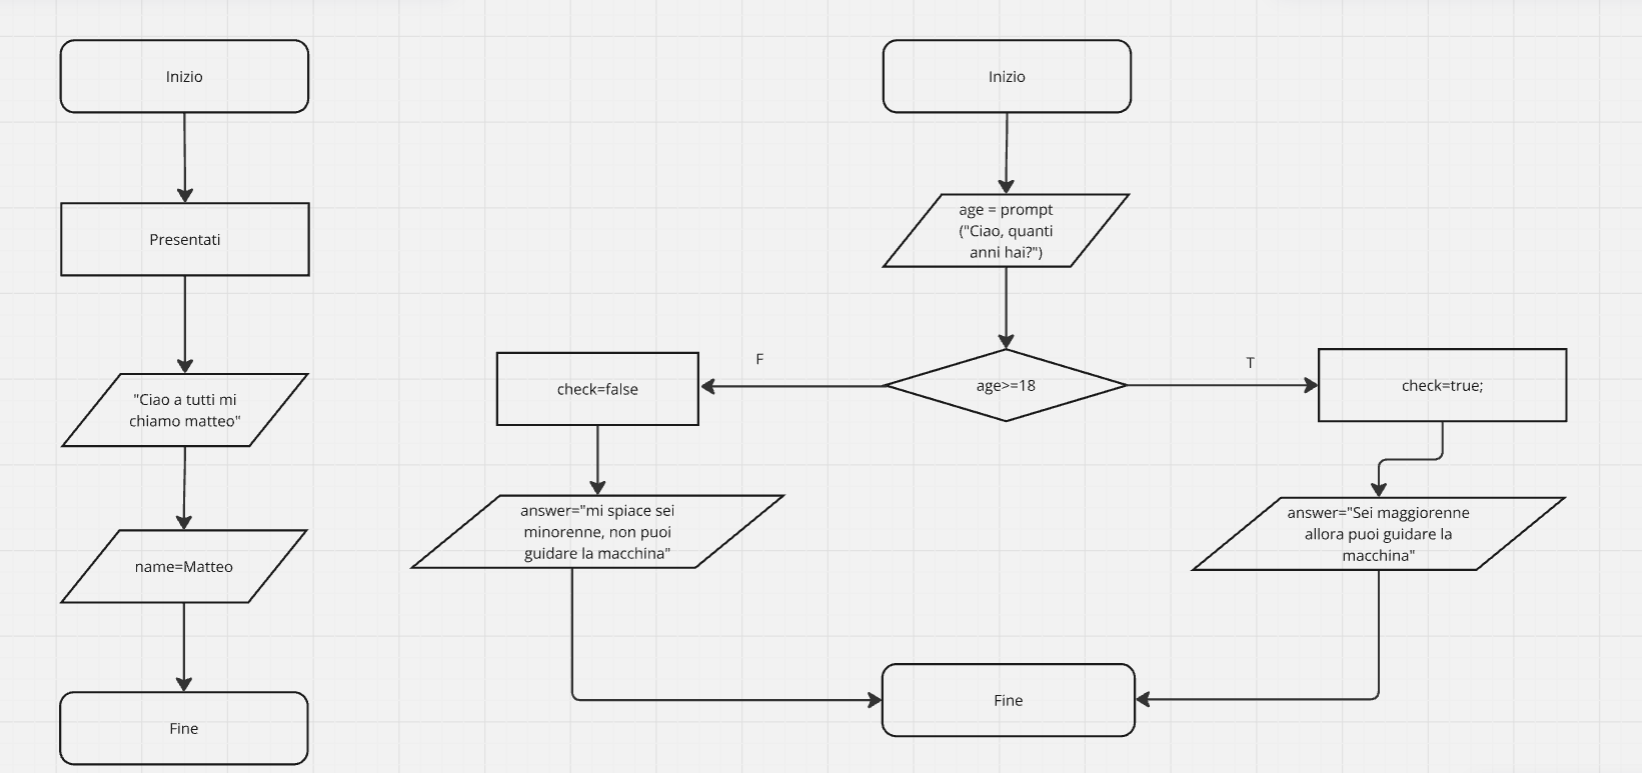 Inizio
Presentati
"Ciao a tutti mi
chiamo matteo"
name=Matteo
Fine
Inizio
age = prompt
("Ciao, quanti
anni hai?")
age>=18
F
check=false
answer="mi spiace sei
minorenne, non puoi
guidare la macchina"
T
check=true;
answer="Sei maggiorenne
allora puoi guidare la
macchina"
Fine